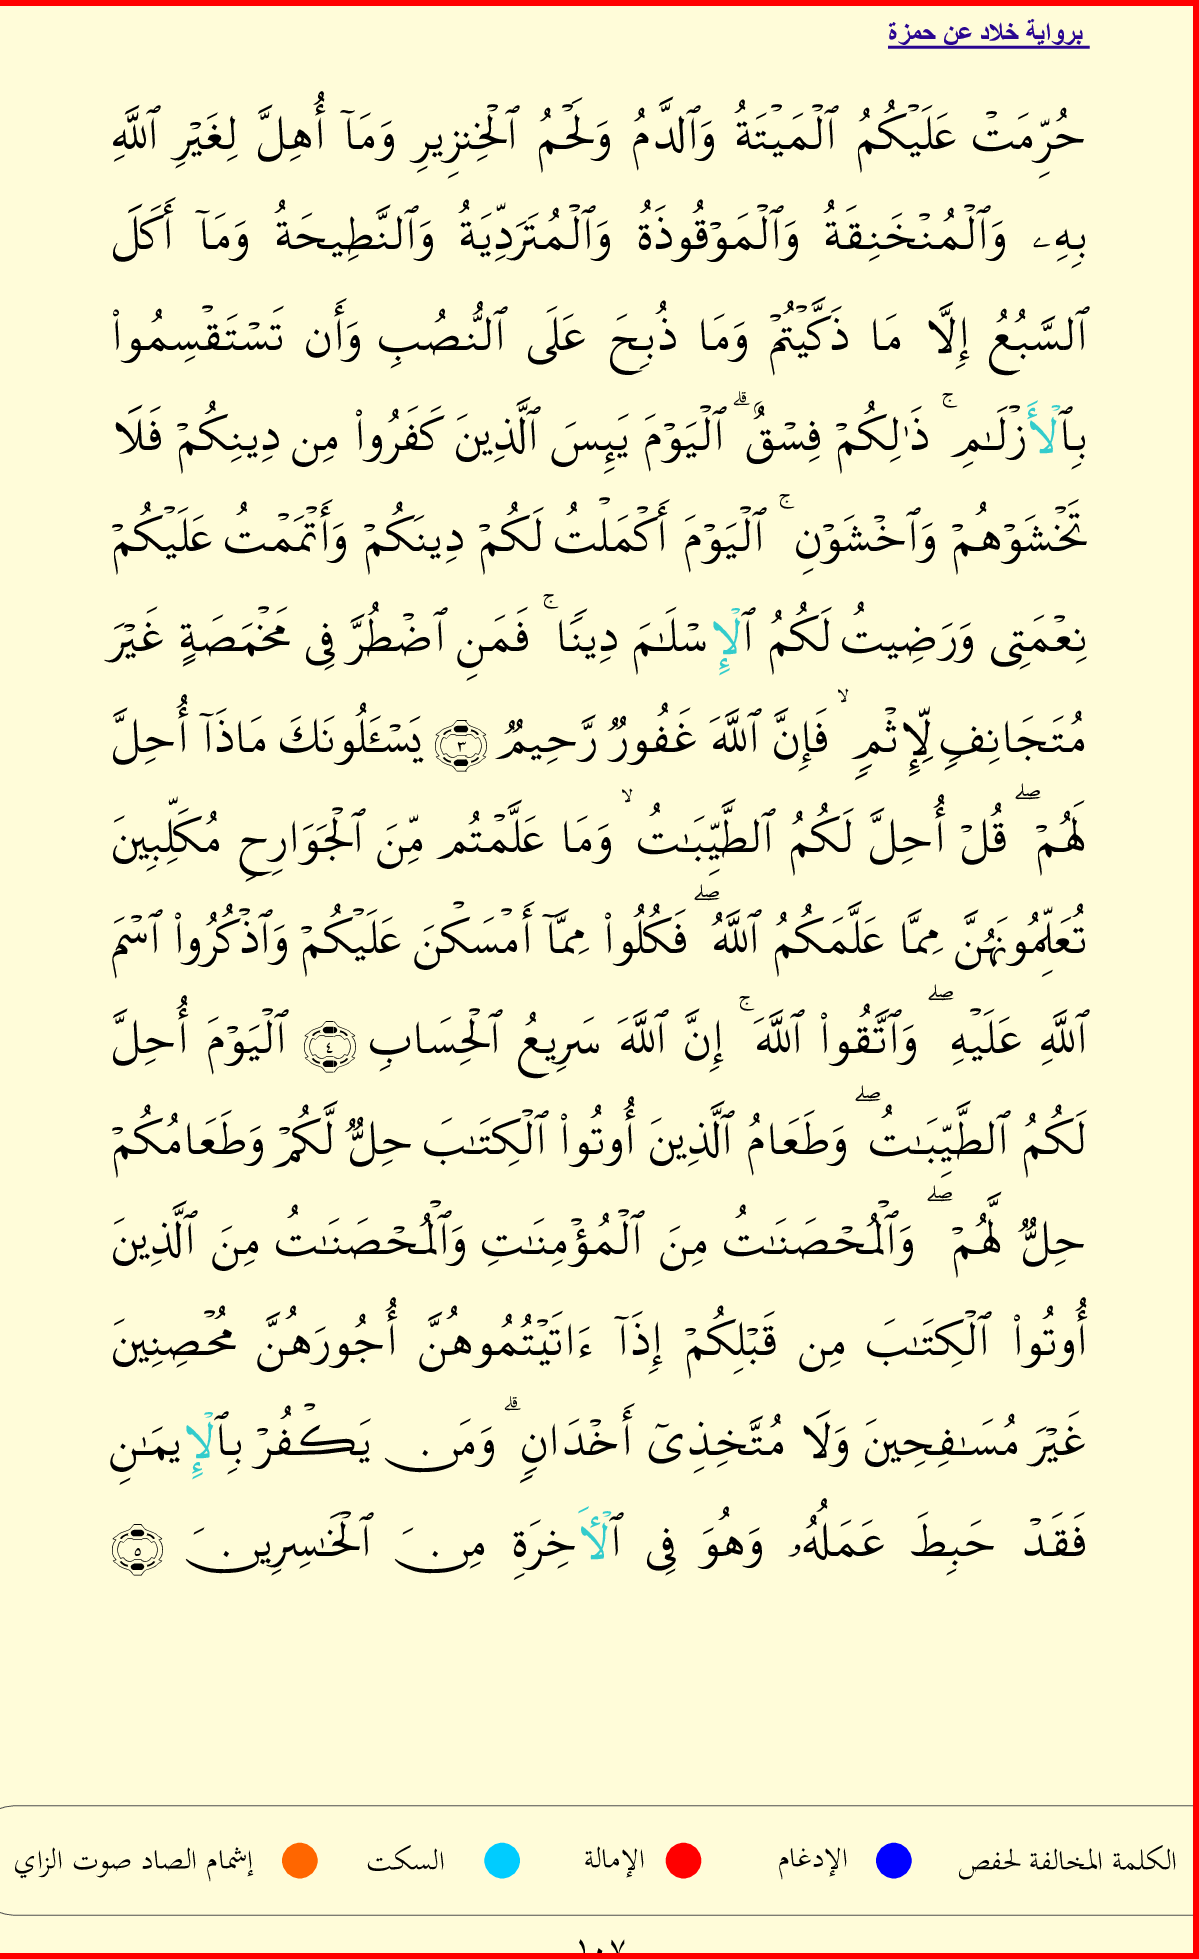 برواية خلاد عن حمزة
حُرِّمَتْ عَلَيْكُمُ ٱلْمَيْتَةُ وَٱلدَّمُ وَلَحْمُ ٱلْخِنزِيرِ وَمَآ أُهِلَّ لِغَيْرِ ٱللَّهِ
بِهِۦ وَٱلْمُنْخَنِقَةُ وَٱلْمَوْقُوذَةُ وَٱلْمُتَرَدِّيَةُ وَٱلنَّطِيحَةُ وَمَآ أَكَلَ
ٱلسَّبُعُ إِلَّا مَا ذَكَّيْتُمْ وَمَا ذُبِحَ عَلَى ٱلنُّصُبِ وَأَن تَسْتَقْسِمُواْ
بِٱلْأَزْلَـٰمِ ۚ ذَٰلِكُمْ فِسْقٌ ۗ ٱلْيَوْمَ يَئِسَ ٱلَّذِينَ كَفَرُواْ مِن دِينِكُمْ فَلَا
تَخْشَوْهُمْ وَٱخْشَوْنِ ۚ ٱلْيَوْمَ أَكْمَلْتُ لَكُمْ دِينَكُمْ وَأَتْمَمْتُ عَلَيْكُمْ
نِعْمَتِى وَرَضِيتُ لَكُمُ ٱلْإِسْلَـٰمَ دِينًا ۚ فَمَنِ ٱضْطُرَّ فِى مَخْمَصَةٍ غَيْرَ
مُتَجَانِفٍ لِّإِثْمٍ ۙ فَإِنَّ ٱللَّهَ غَفُورٌ رَّحِيمٌ ٣ يَسْـَٔلُونَكَ مَاذَآ أُحِلَّ
لَهُمْ ۖ قُلْ أُحِلَّ لَكُمُ ٱلطَّيِّبَـٰتُ ۙ وَمَا عَلَّمْتُم مِّنَ ٱلْجَوَارِحِ مُكَلِّبِينَ
تُعَلِّمُونَهُنَّ مِمَّا عَلَّمَكُمُ ٱللَّهُ ۖ فَكُلُواْ مِمَّآ أَمْسَكْنَ عَلَيْكُمْ وَٱذْكُرُواْ ٱسْمَ
ٱللَّهِ عَلَيْهِ ۖ وَٱتَّقُواْ ٱللَّهَ ۚ إِنَّ ٱللَّهَ سَرِيعُ ٱلْحِسَابِ ٤ ٱلْيَوْمَ أُحِلَّ
لَكُمُ ٱلطَّيِّبَـٰتُ ۖ وَطَعَامُ ٱلَّذِينَ أُوتُواْ ٱلْكِتَـٰبَ حِلٌّ لَّكُمْ وَطَعَامُكُمْ
حِلٌّ لَّهُمْ ۖ وَٱلْمُحْصَنَـٰتُ مِنَ ٱلْمُؤْمِنَـٰتِ وَٱلْمُحْصَنَـٰتُ مِنَ ٱلَّذِينَ
أُوتُواْ ٱلْكِتَـٰبَ مِن قَبْلِكُمْ إِذَآ ءَاتَيْتُمُوهُنَّ أُجُورَهُنَّ مُحْصِنِينَ
غَيْرَ مُسَـٰفِحِينَ وَلَا مُتَّخِذِىٓ أَخْدَانٍ ۗ وَمَن يَكْفُرْ بِٱلْإِيمَـٰنِ
فَقَدْ حَبِطَ عَمَلُهُۥ وَهُوَ فِى ٱلْأَخِرَةِ مِنَ ٱلْخَـٰسِرِينَ ٥
الكلمة المخالفة لحفص الإدغام الإمالة السكت إشمام الصاد صوت الزاي
١٠٧